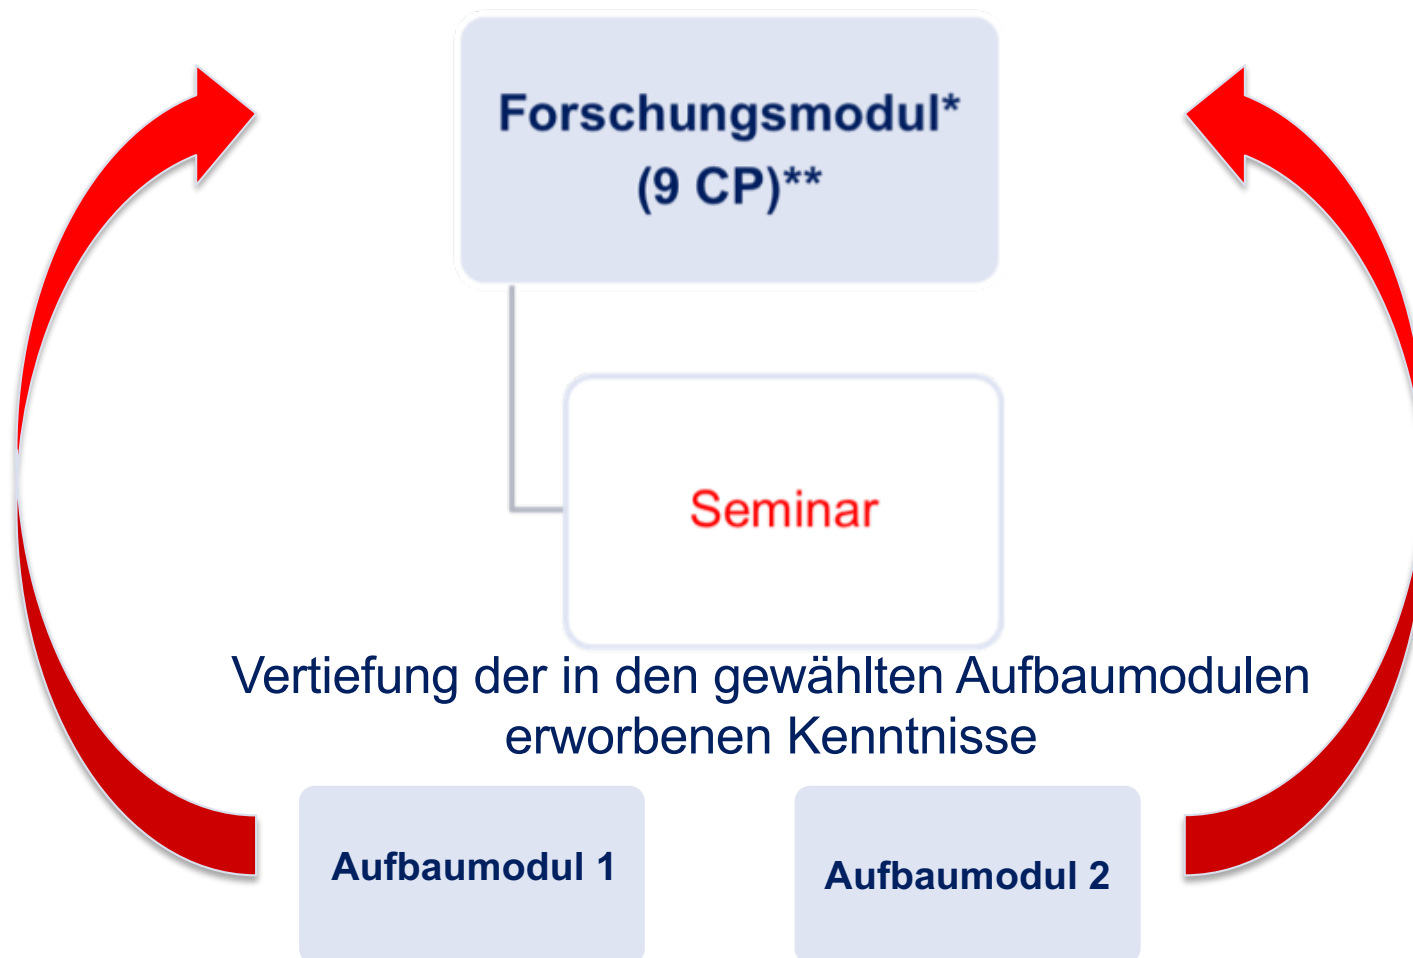 Forschungsmodul*
(9 CP)**
Seminar
Vertiefung der in den gewählten Aufbaumodulen
erworbenen Kenntnisse
Aufbaumodul 1
Aufbaumodul 2